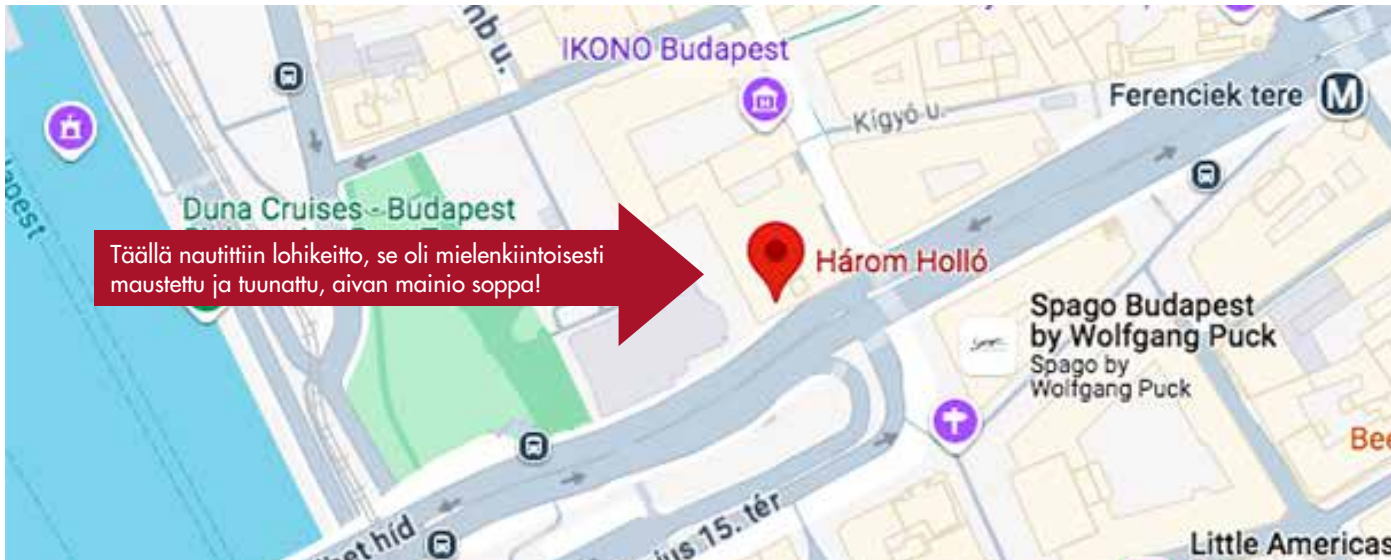 IKONO Budapest
Ferenciek tere
M
Kígyó u.
Duna Cruises - Budapest
Täällä nautittiin lohikeitto, se oli mielenkiintoisesti
maustettu ja tuunattu, aivan mainio soppa!
Három Holló
Spago Budapest
by Wolfgang Puck
Spago by
Wolfgang Puck
15. tér
híd
Little Americas